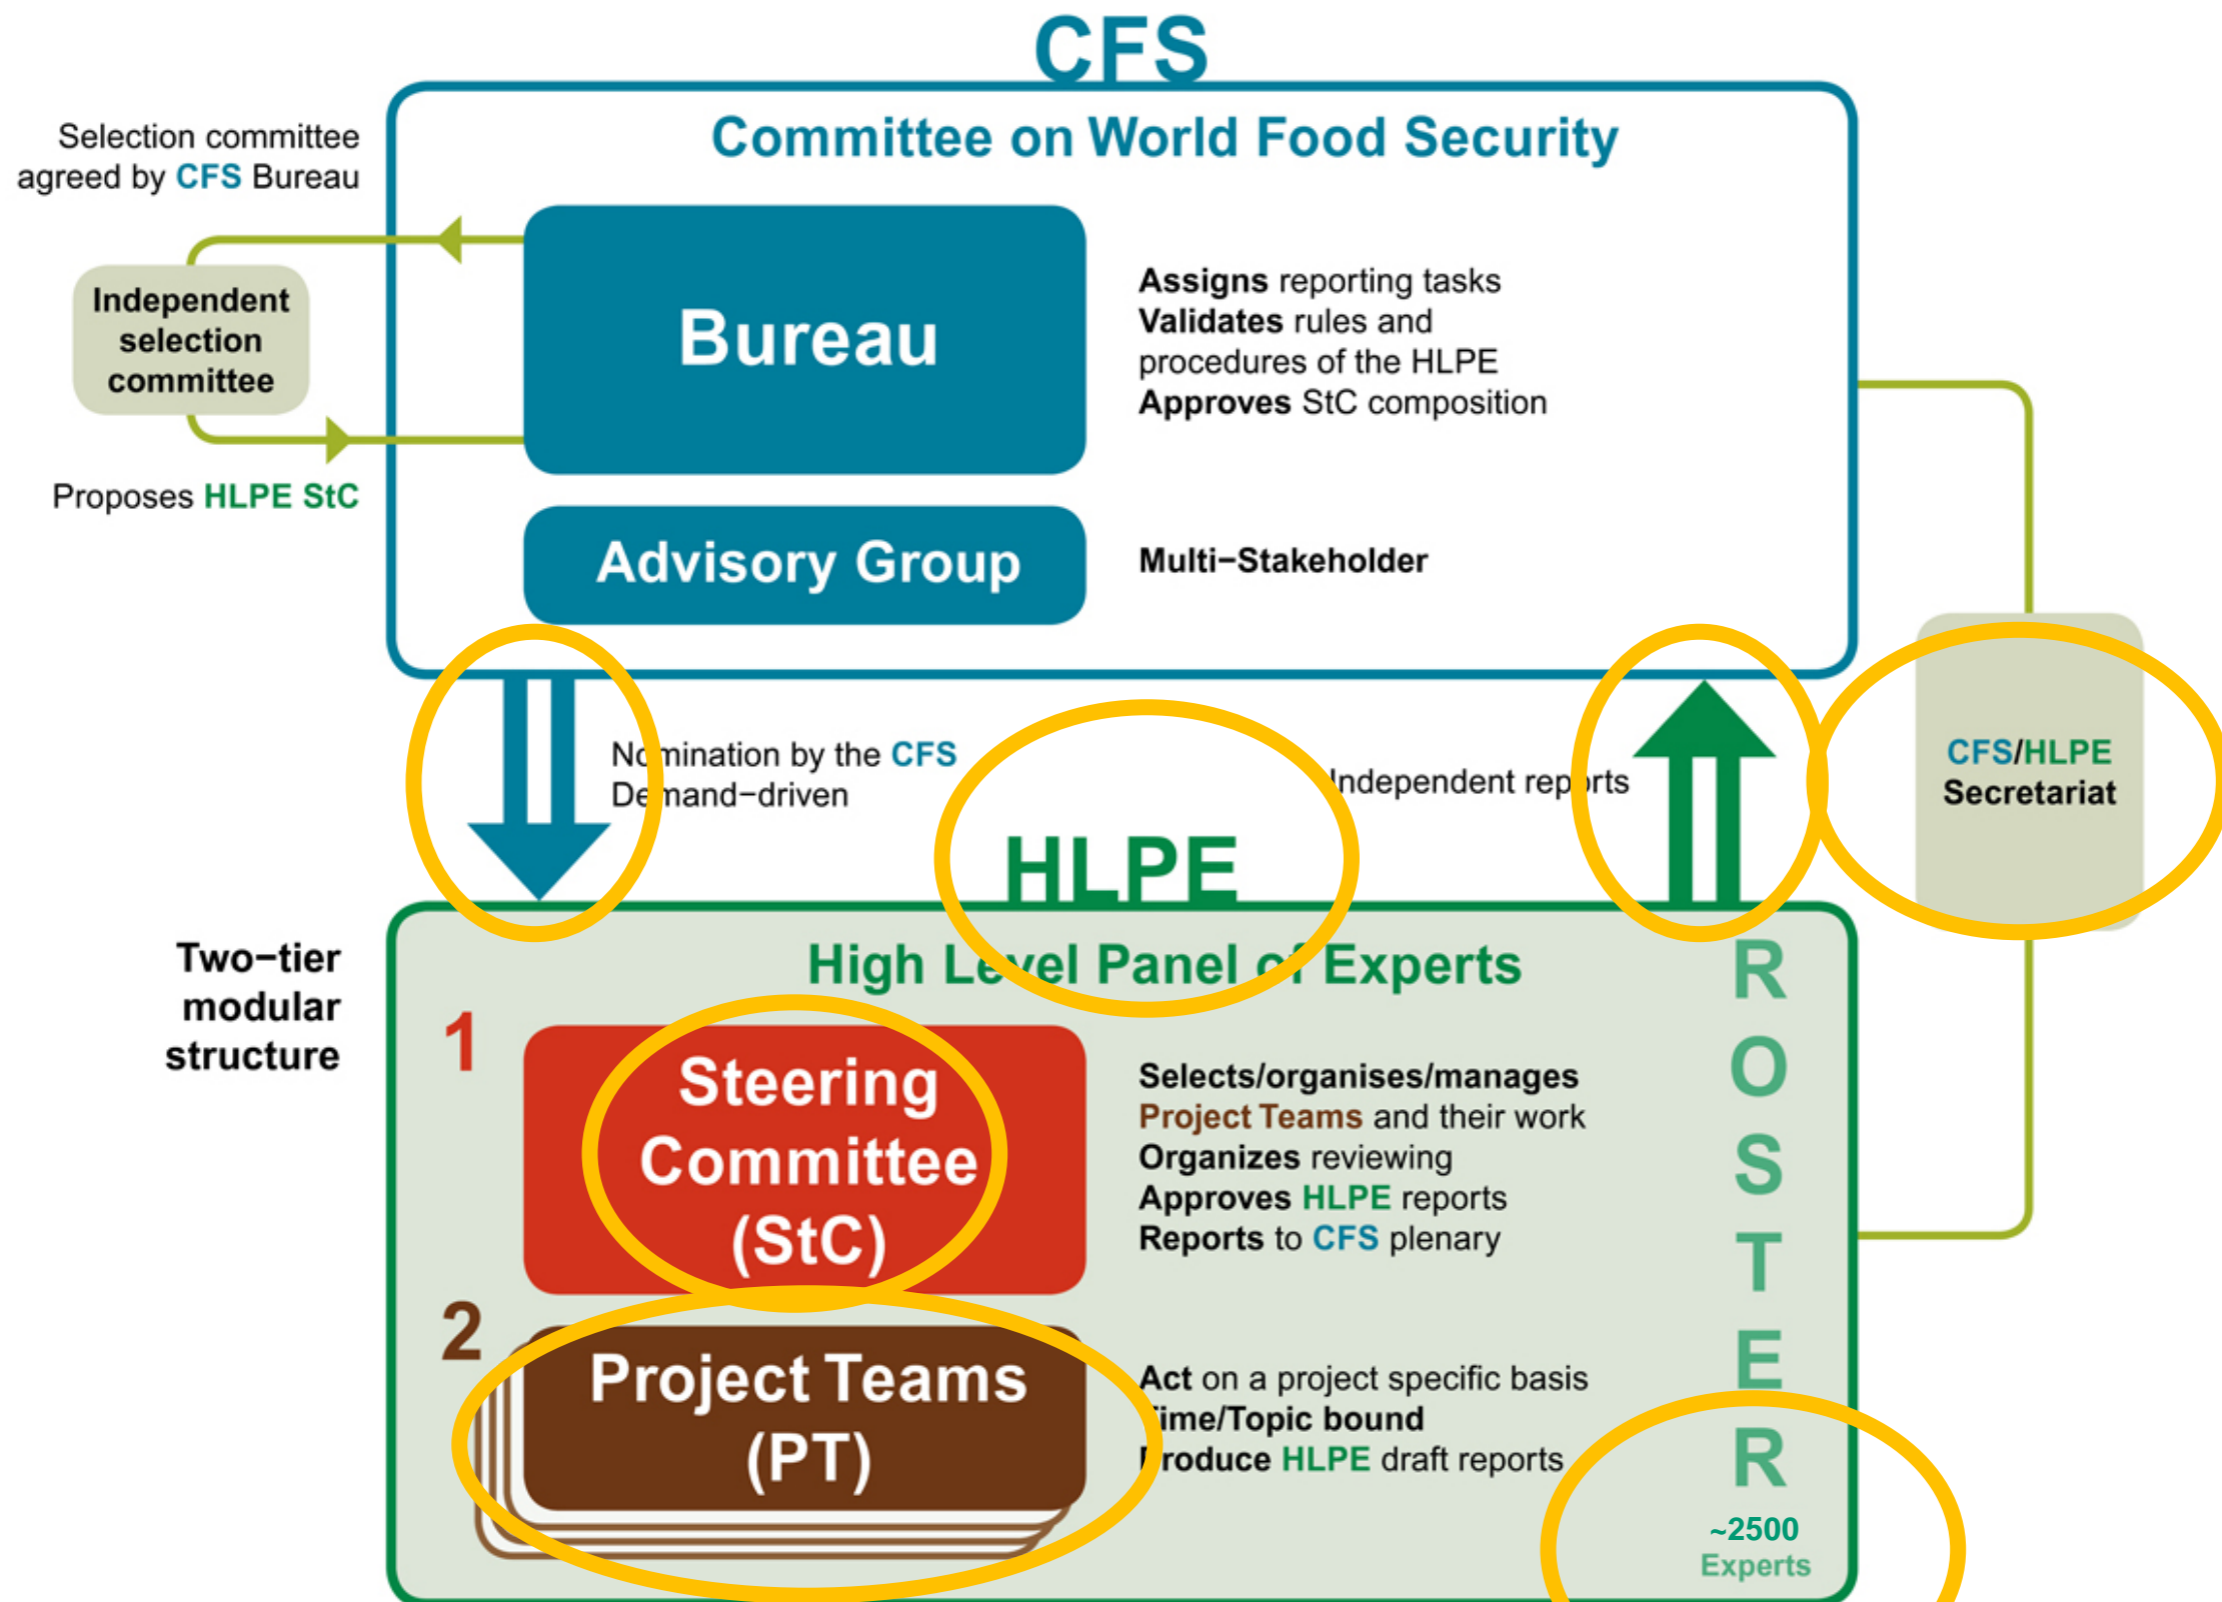 CFS
Committee on World Food Security
Selection committee
agreed by CFS Bureau
Independent
selection
committee
Proposes HLPE StC
Bureau
Assigns reporting tasks
Validates rules and
procedures of the HLPE
Approves StC composition
Advisory Group
Multi−Stakeholder
Nomination by the CFS
Demand−driven
Independent reports
CFS/HLPE
Secretariat
HLPE
High Level Panel of Experts
Two−tier
modular
structure
1
Steering
Committee
(StC)
Selects/organises/manages
Project Teams and their work
Organizes reviewing
Approves HLPE reports
Reports to CFS plenary
2
Project Teams
(PT)
Act on a project specific basis
Time/Topic bound
Produce HLPE draft reports
R
O
S
T
E
R
~2500
Experts